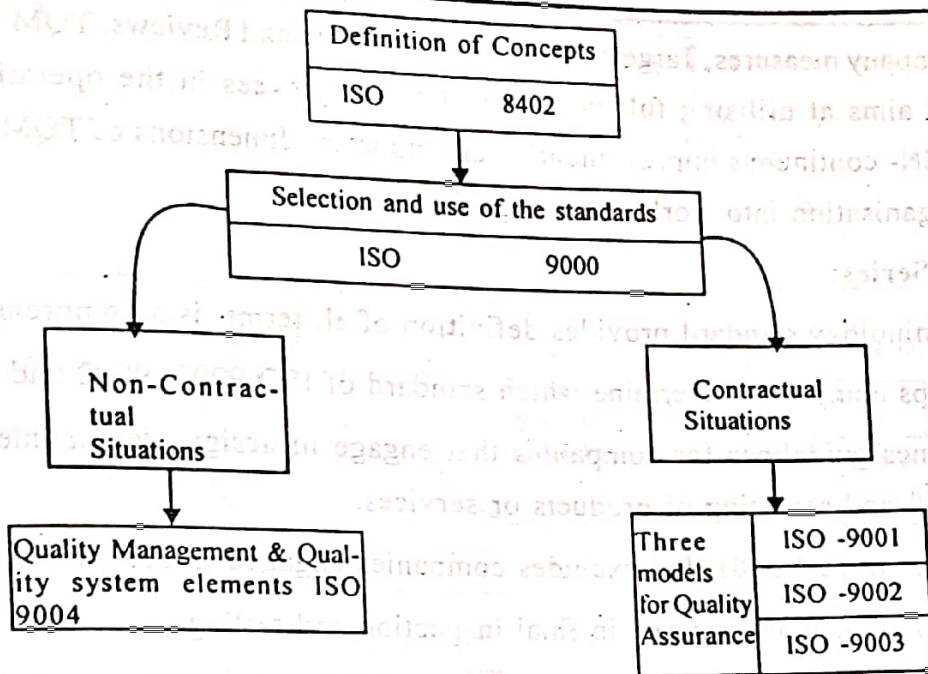 Definition of Concepts
ISO 8402
Selection and use of the standards
ISO 9000
Non-Contrac-
tual
Situations
Contractual
Situations
Quality Management & Qual-
ity system elements ISO
9004
Three
models
for Quality
Assurance
ISO -9001
ISO -9002
ISO -9003